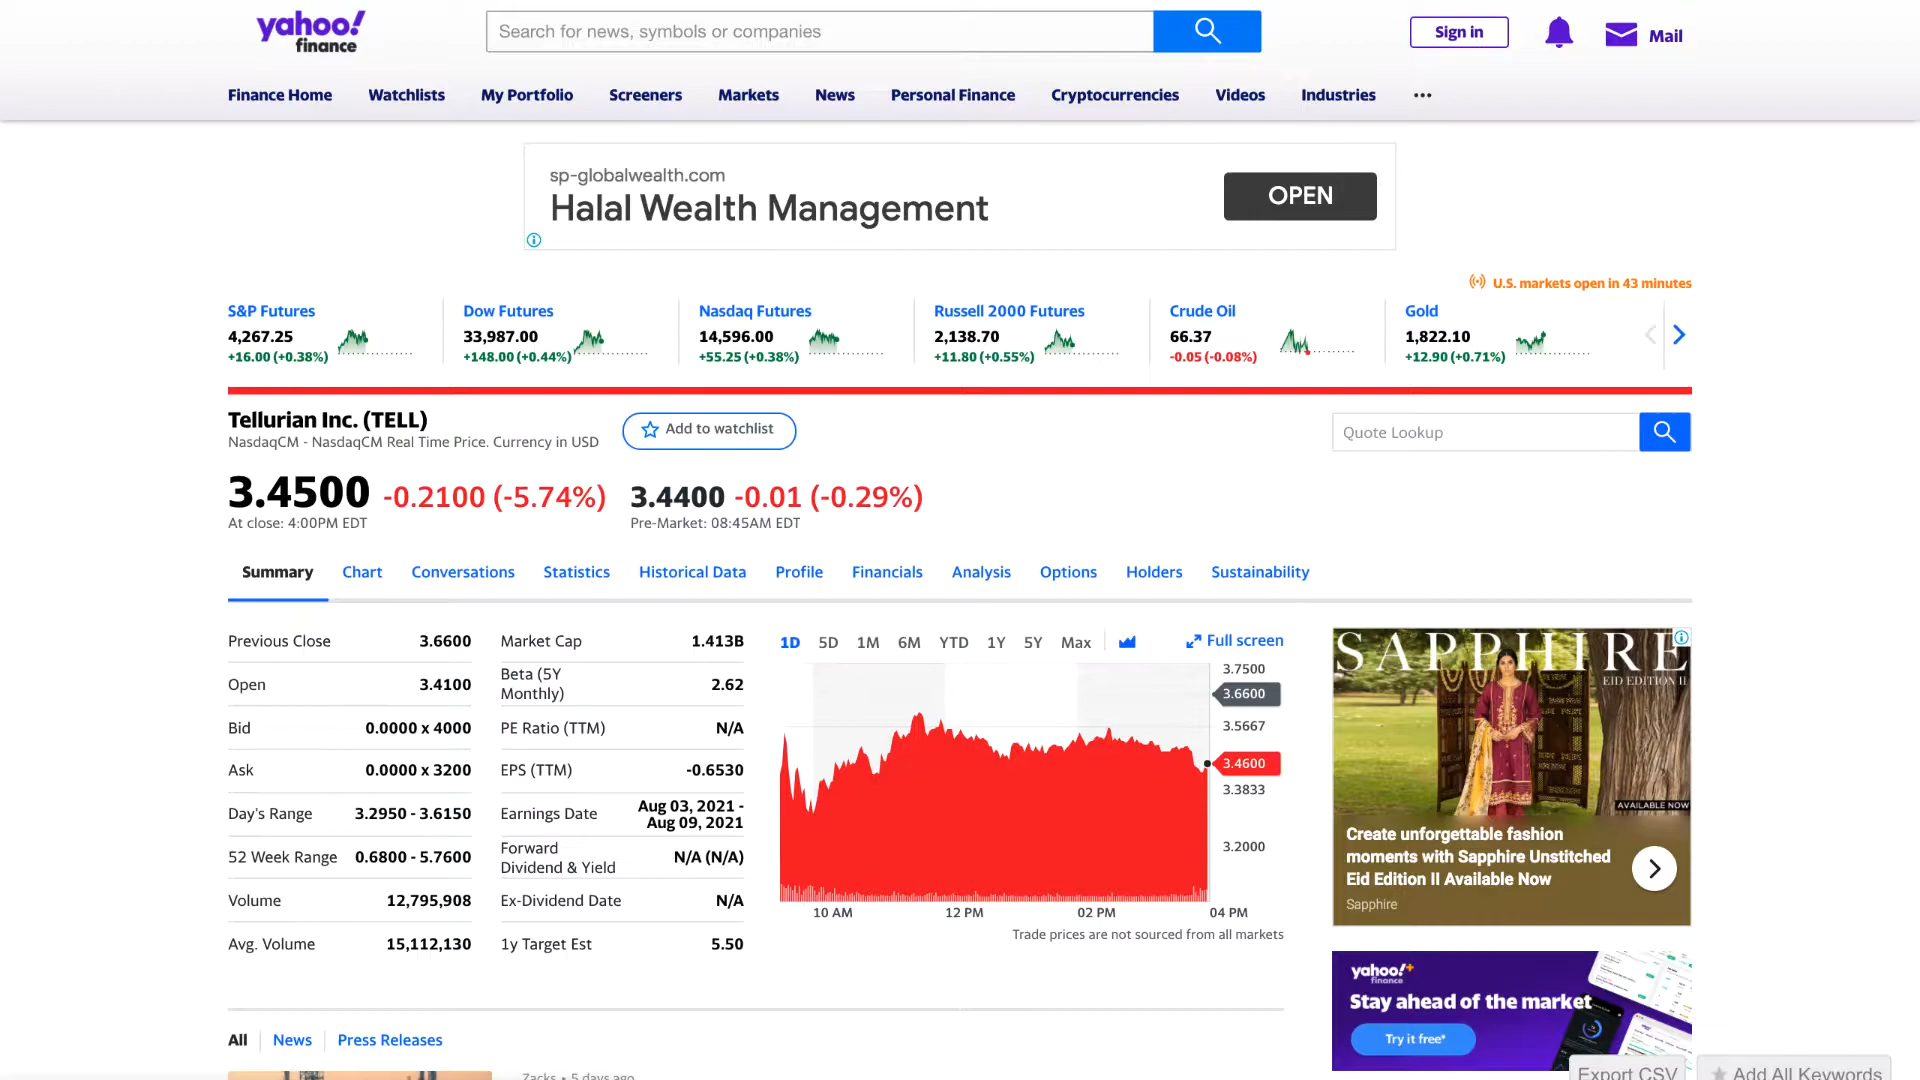 yahoo!
finance
Search for news, symbols or companies
Sign in
Mail
Finance Home
Watchlists
My Portfolio
Screeners
Markets
News
Personal Finance
Cryptocurrencies
Videos
Industries
sp-globalwealth.com
Halal Wealth Management
OPEN
U.S. markets open in 43 minutes
S&P Futures
4,267.25
+16.00 (+0.38%)
Dow Futures
33,987.00
+148.00 (+0.44%)
Nasdaq Futures
14,596.00
+55.25 (+0.38%)
Russell 2000 Futures
2,138.70
+11.80 (+0.55%)
Crude Oil
66.37
-0.05 (-0.08%)
Gold
1,822.10
+12.90 (+0.71%)
Tellurian Inc. (TELL)
NasdaqCM - NasdaqCM Real Time Price. Currency in USD
Add to watchlist
Quote Lookup
3.4500 -0.2100 (-5.74%)
At close: 4:00PM EDT
3.4400 -0.01 (-0.29%)
Pre-Market: 08:45AM EDT
Summary
Chart
Conversations
Statistics
Historical Data
Profile
Financials
Analysis
Options
Holders
Sustainability
Previous Close 3.6600
Open 3.4100
Bid 0.0000 x 4000
Ask 0.0000 x 3200
Day's Range 3.2950 - 3.6150
52 Week Range 0.6800 - 5.7600
Volume 12,795,908
Avg. Volume 15,112,130
Market Cap 1.413B
Beta (5Y
Monthly) 2.62
PE Ratio (TTM) N/A
EPS (TTM) -0.6530
Earnings Date Aug 03, 2021 -
Aug 09, 2021
Forward
Dividend & Yield N/A (N/A)
Ex-Dividend Date N/A
1y Target Est 5.50
1D 5D 1M 6M YTD 1Y 5Y Max
Full screen
3.7500
3.6600
3.5667
3.4600
3.3833
3.2000
10 AM 12 PM 02 PM 04 PM
Trade prices are not sourced from all markets
SAPPHIRE
EID EDITION II
AVAILABLE NOW
Create unforgettable fashion
moments with Sapphire Unstitched
Eid Edition II Available Now
Sapphire
yahoo!+
finance
Stay ahead of the market
Try it free*
All
News
Press Releases
Zacks • 5 days ago
Export CSV
Add All Keywords